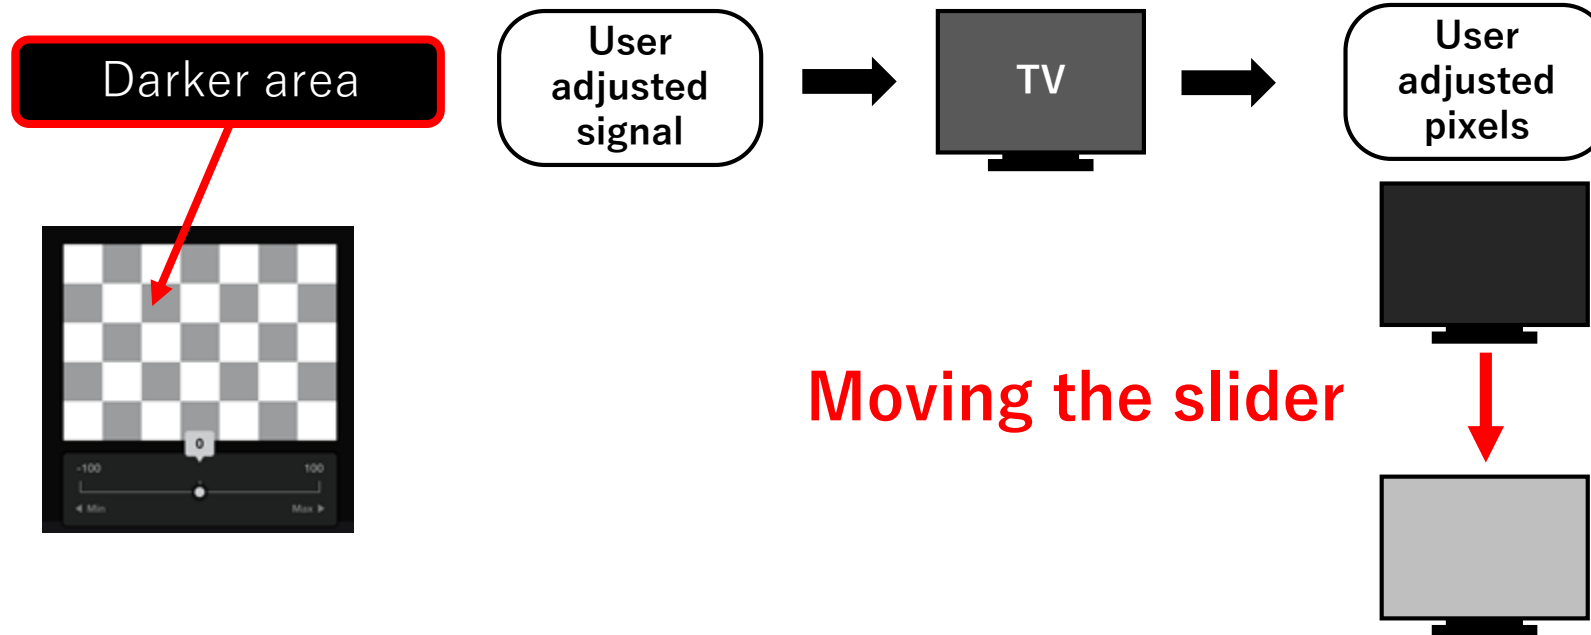 Darker area
User
adjusted
signal
TV
User
adjusted
pixels
Moving the slider
0
-100
100
◀ Min
Max ▶